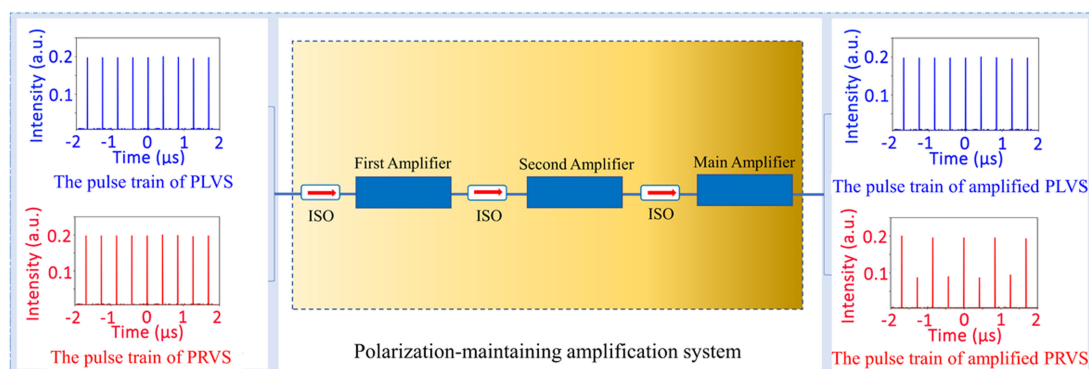 Intensity (a.u.)
0.2
0.1
-2 -1 0 1 2
Time (μs)
The pulse train of PLVS
Intensity (a.u.)
0.2
0.1
-2 -1 0 1 2
Time (μs)
The pulse train of PRVS
First Amplifier
Second Amplifier
Main Amplifier
ISO
ISO
ISO
Polarization-maintaining amplification system
Intensity (a.u.)
0.2
0.1
-2 -1 0 1 2
Time (μs)
The pulse train of amplified PLVS
Intensity (a.u.)
0.2
0.1
-2 -1 0 1 2
Time (μs)
The pulse train of amplified PRVS